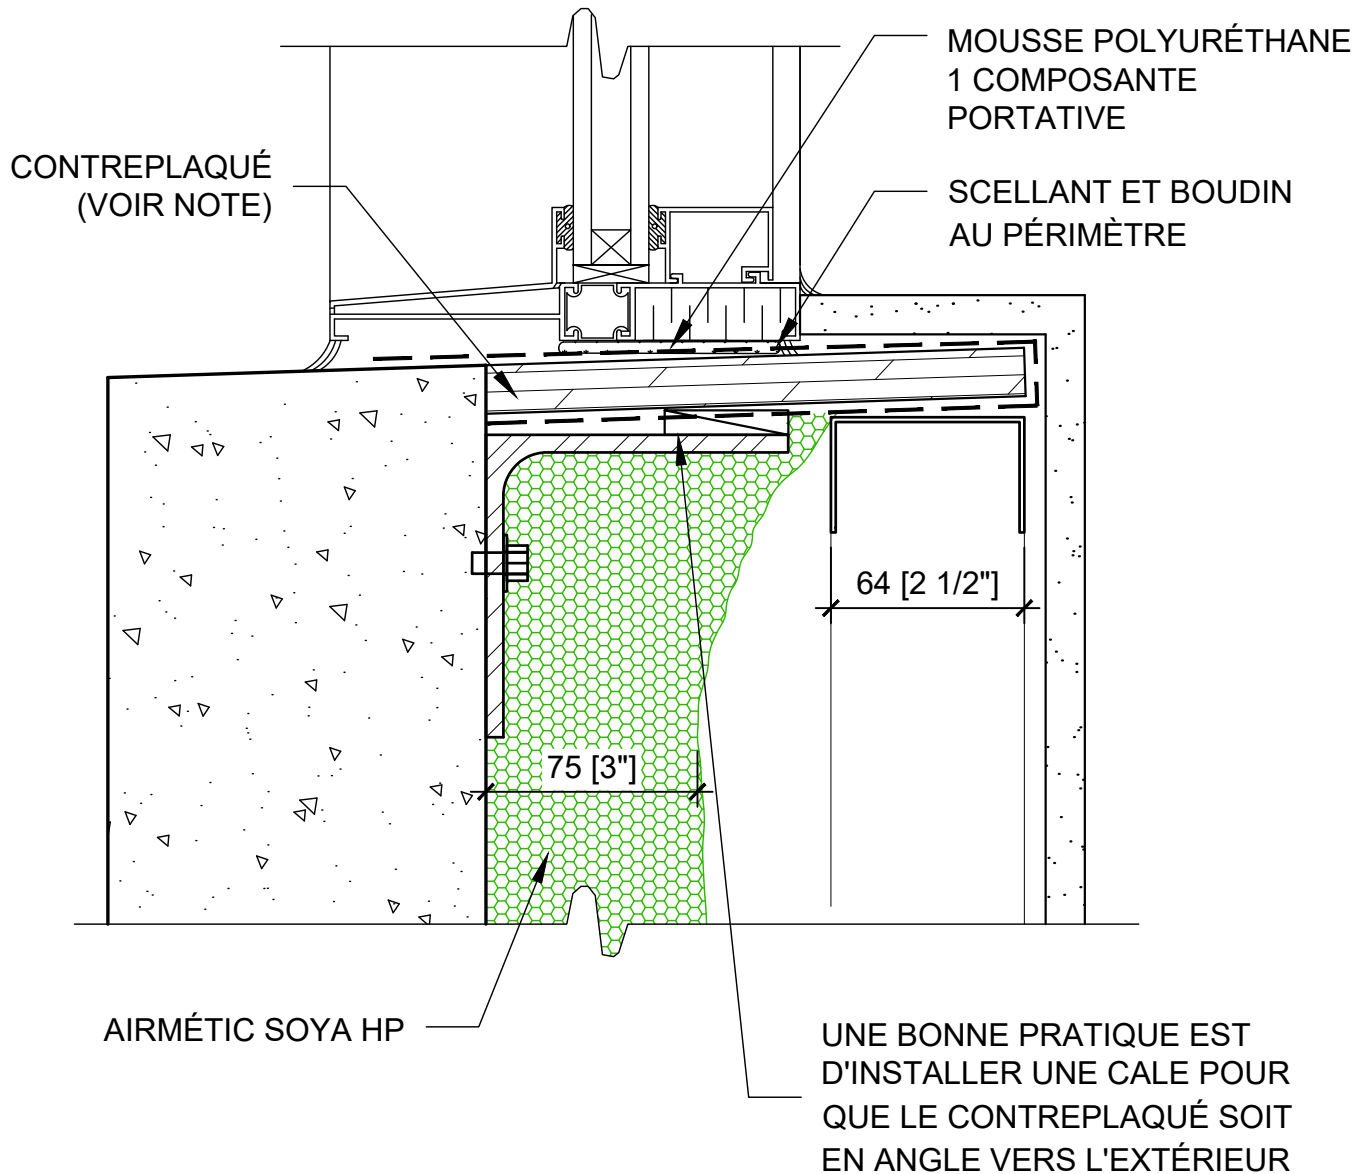 MOUSSE POLYURÉTHANE
1 COMPOSANTE
PORTATIVE
CONTREPLAQUÉ
(VOIR NOTE)
SCELLANT ET BOUDIN
AU PÉRIMÈTRE
64 [2 1/2"]
75 [3"]
AIRMÉTIC SOYA HP
UNE BONNE PRATIQUE EST
D'INSTALLER UNE CALE POUR
QUE LE CONTREPLAQUÉ SOIT
EN ANGLE VERS L'EXTÉRIEUR